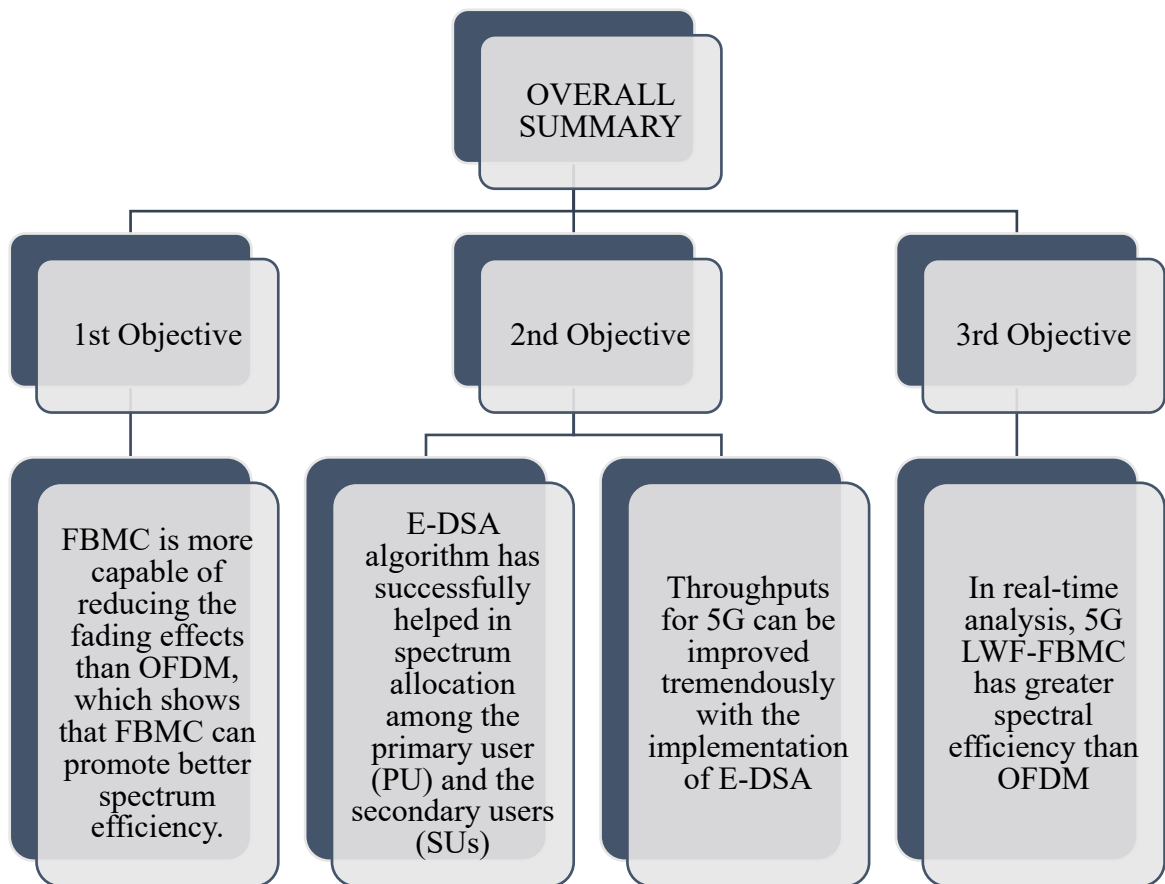 OVERALL
SUMMARY
1st Objective
2nd Objective
3rd Objective
FBMC is more
capable of
reducing the
fading effects
than OFDM,
which shows
that FBMC can
promote better
spectrum
efficiency.
E-DSA
algorithm has
successfully
helped in
spectrum
allocation
among the
primary user
(PU) and the
secondary users
(SUs)
Throughputs
for 5G can be
improved
tremendously
with the
implementation
of E-DSA
In real-time
analysis, 5G
LWF-FBMC
has greater
spectral
efficiency than
OFDM